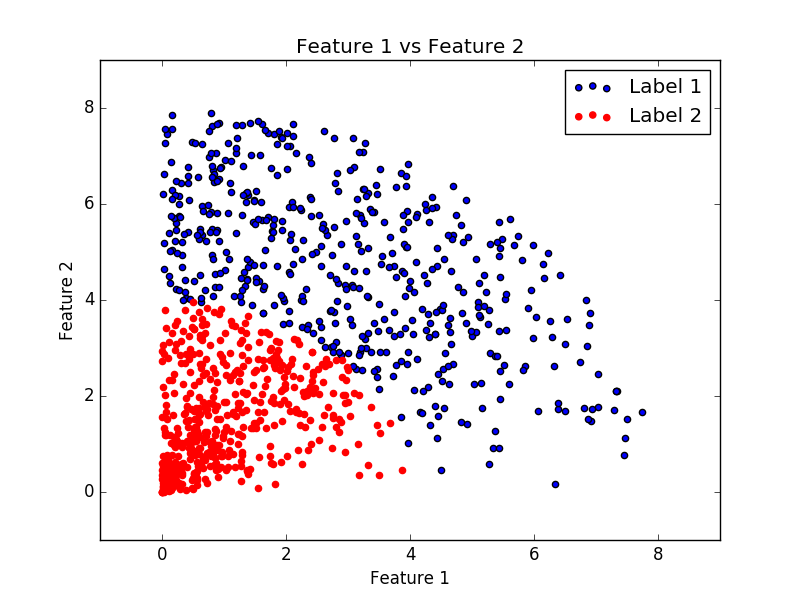 Feature 1 vs Feature 2
Label 1
Label 2
8
6
4
2
0
Feature 2
0 2 4 6 8
Feature 1